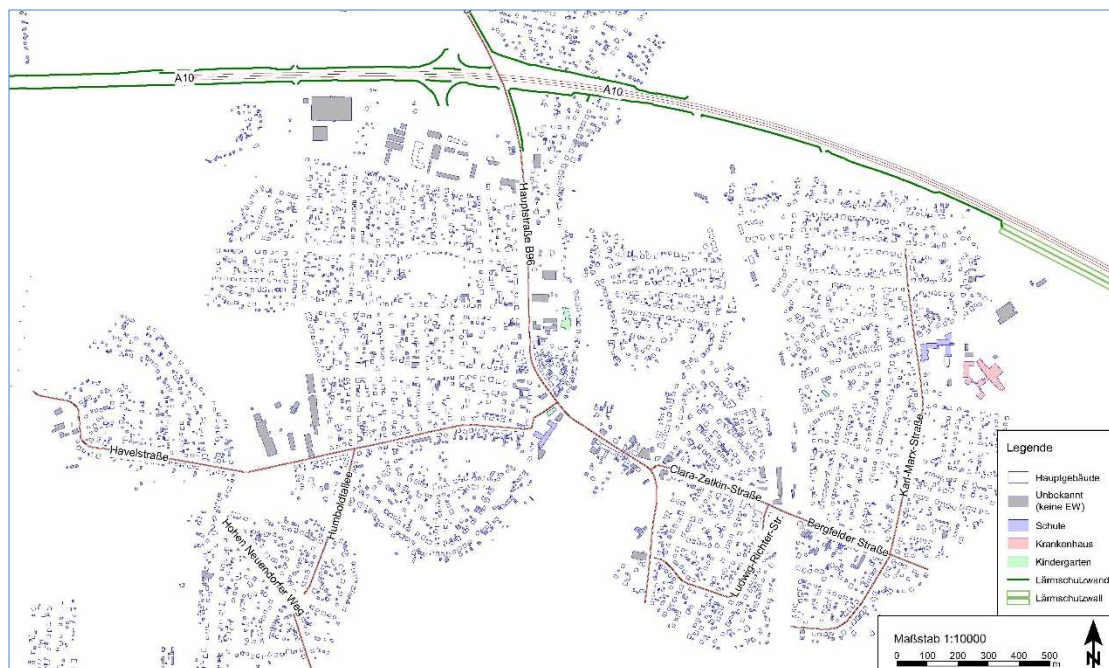 A10
A10
Hauptstraße B96
Karl-Marx-Straße
Havelstraße
Humboldtallee
Hohen Neuendorfer Weg
Clara-Zetkin-Straße
Ludwig-Richter-Str.
Bergfelder Straße
Legende
Hauptgebäude
Unbekannt
(keine EW)
Schule
Krankenhaus
Kindergarten
Lärmschutzwand
Lärmschutzwall
Maßstab 1:10000
0 100 200 300 400 500
m
N